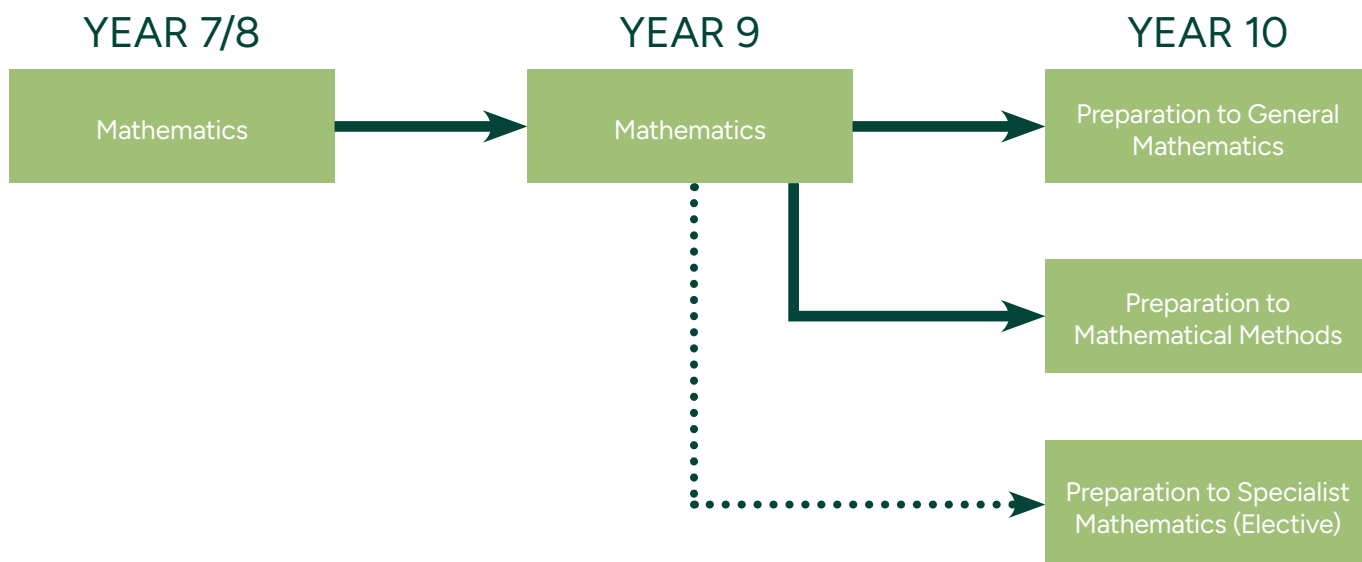 YEAR 7/8
YEAR 9
YEAR 10
Mathematics
Mathematics
Preparation to General
Mathematics
Preparation to
Mathematical Methods
Preparation to Specialist
Mathematics (Elective)